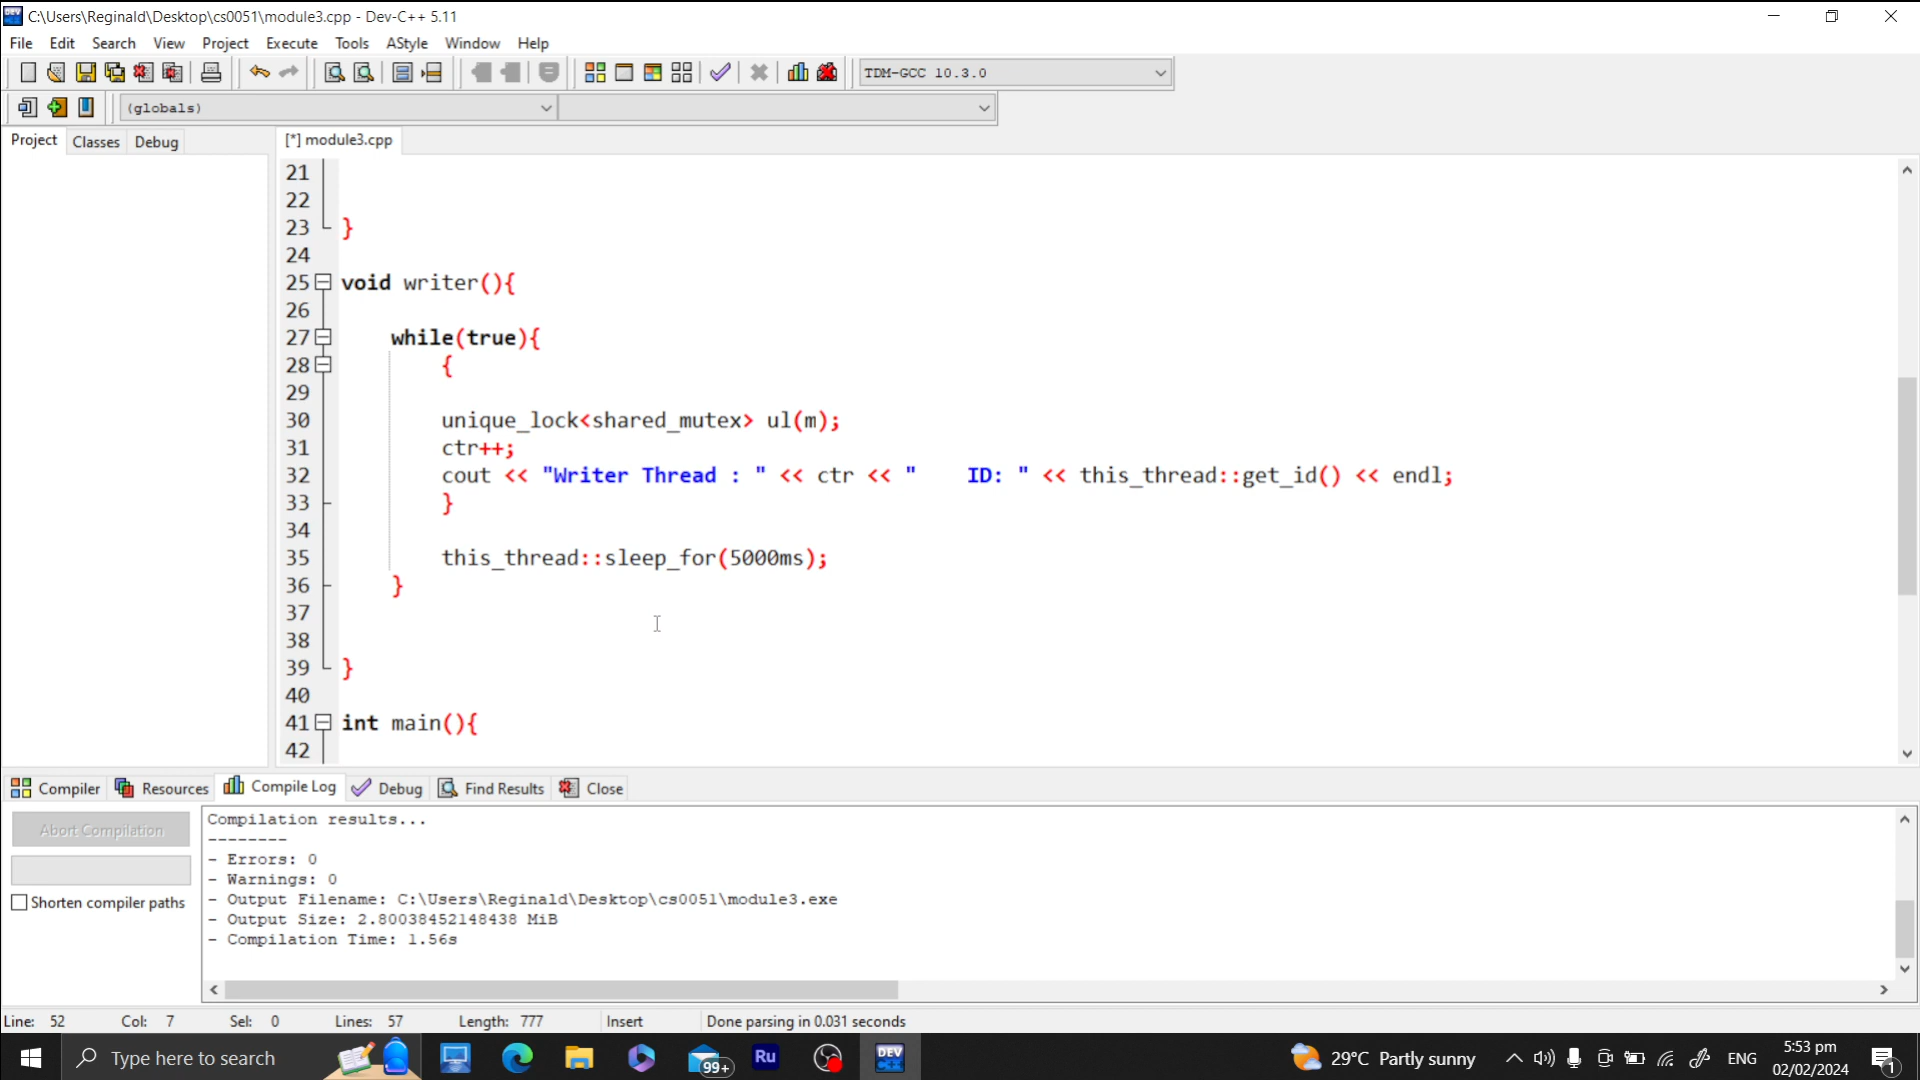 C:\Users\Reginald\Desktop\cs0051\module3.cpp - Dev-C++ 5.11
File Edit Search View Project Execute Tools AStyle Window Help
TDM-GCC 10.3.0
(globals)
Project Classes Debug [*] module3.cpp
21
22
23 }
24
25 void writer(){
26
27 while(true){
28 {
29
30 unique_lock<shared_mutex> ul(m);
31 ctr++;
32 cout << "Writer Thread : " << ctr << "    ID: " << this_thread::get_id() << endl;
33 }
34
35 this_thread::sleep_for(5000ms);
36 }
37
38
39 }
40
41 int main(){
42
Compiler Resources Compile Log Debug Find Results Close
Abort Compilation
Shorten compiler paths
Compilation results...
--------
- Errors: 0
- Warnings: 0
- Output Filename: C:\Users\Reginald\Desktop\cs0051\module3.exe
- Output Size: 2.80038452148438 MiB
- Compilation Time: 1.56s
Line: 52 Col: 7 Sel: 0 Lines: 57 Length: 777 Insert Done parsing in 0.031 seconds
Type here to search 99+ Ru DEV 29°C Partly sunny ENG 5:53 pm 1
02/02/2024